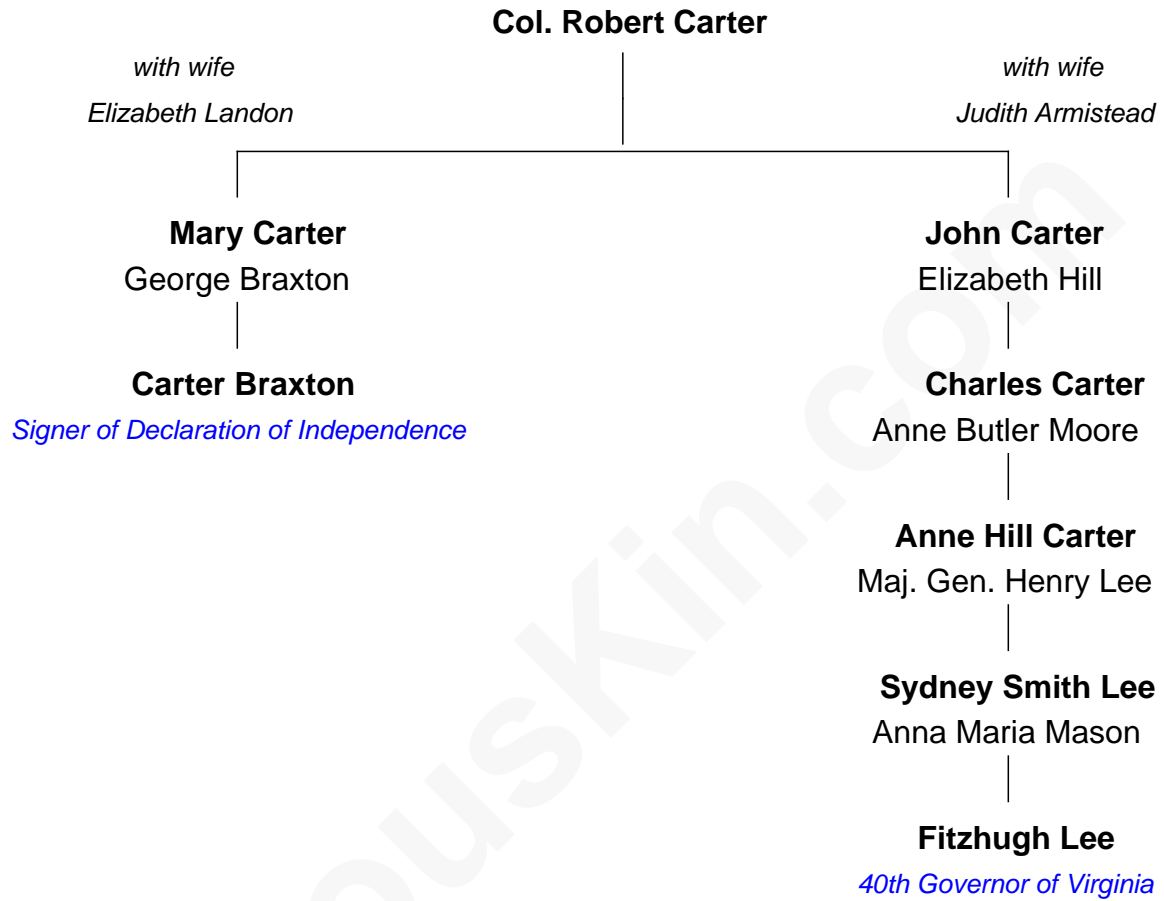 Col. Robert Carter
with wife
Elizabeth Landon
with wife
Judith Armistead
Mary Carter
George Braxton
Carter Braxton
Signer of Declaration of Independence
John Carter
Elizabeth Hill
Charles Carter
Anne Butler Moore
Anne Hill Carter
Maj. Gen. Henry Lee
Sydney Smith Lee
Anna Maria Mason
Fitzhugh Lee
40th Governor of Virginia
ouskin.com